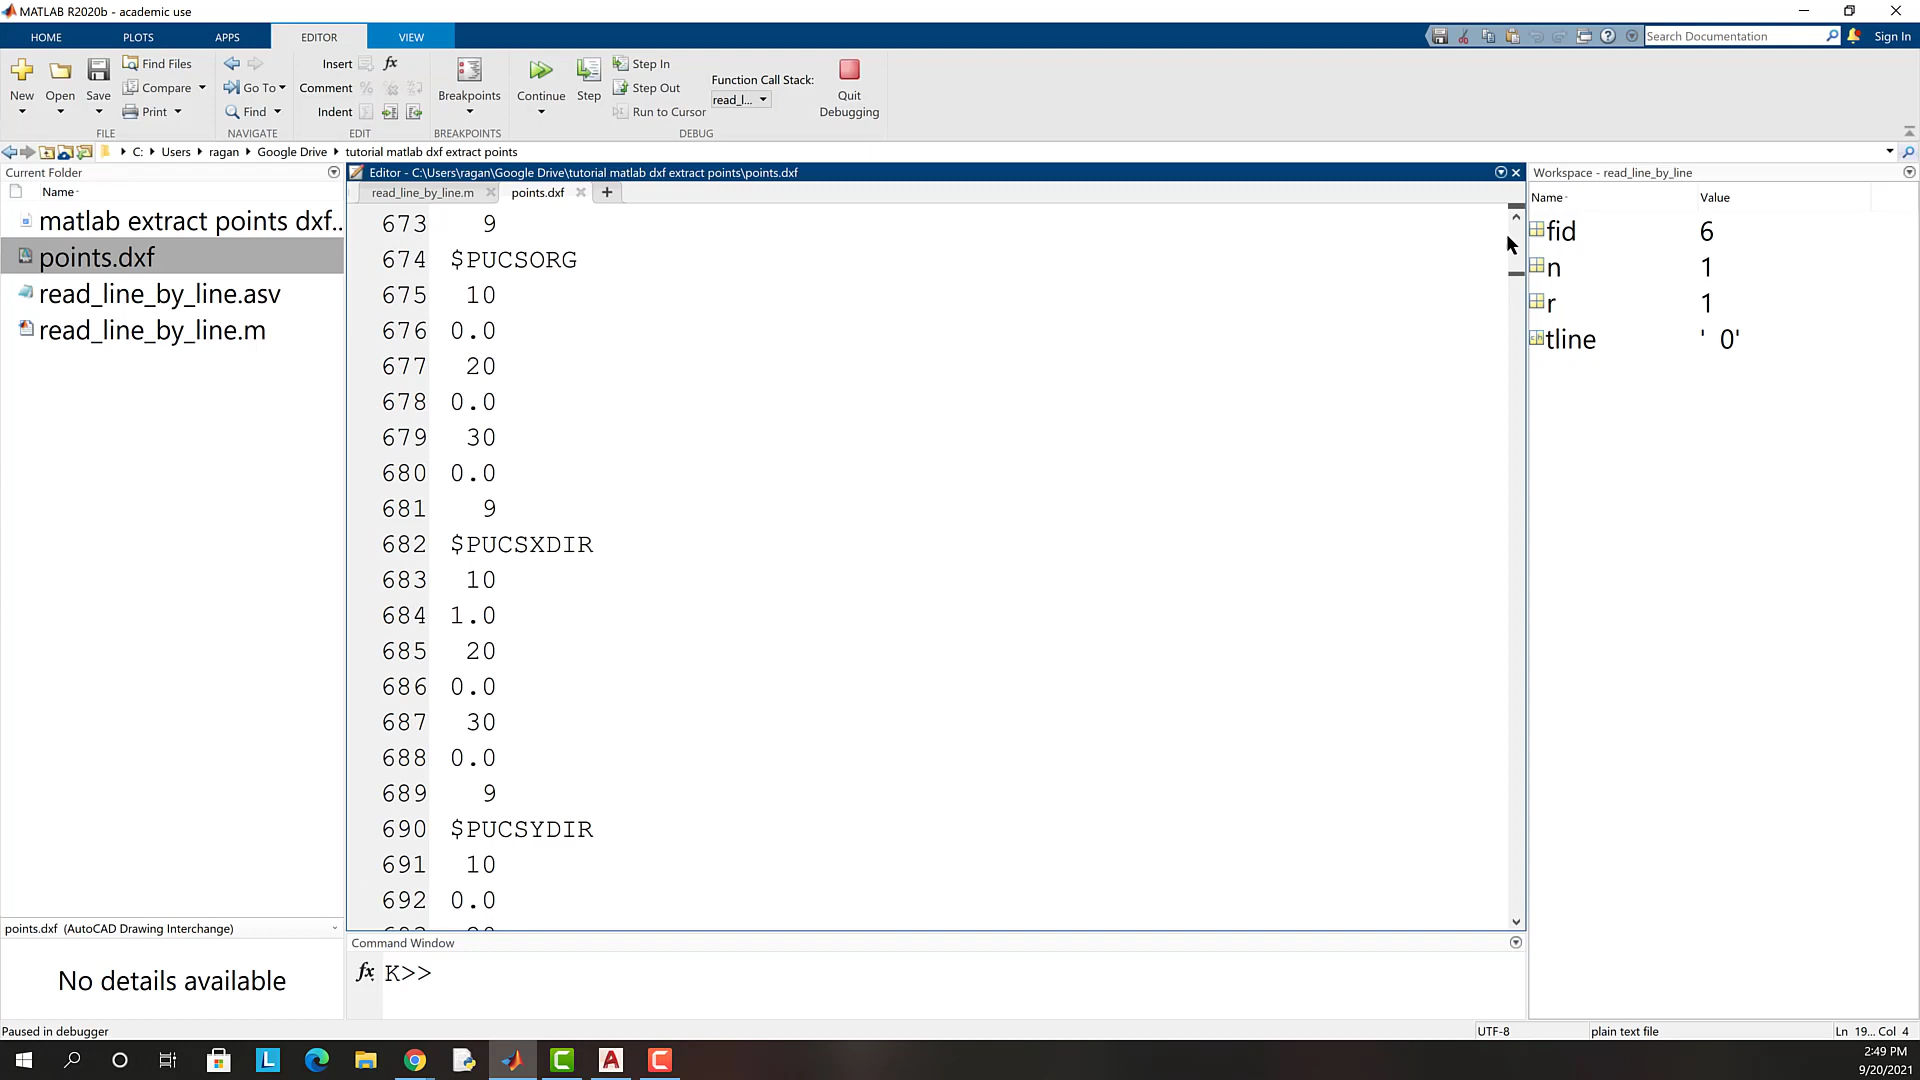 MATLAB R2020b - academic use
HOME PLOTS APPS EDITOR VIEW Search Documentation Sign In
New Open Save Find Files Compare Print
Go To Find
Insert fx Comment % Indent
Breakpoints Continue Step Step In Step Out Run to Cursor
Function Call Stack: read_l... Quit Debugging
FILE NAVIGATE EDIT BREAKPOINTS DEBUG
C: Users ragan Google Drive tutorial matlab dxf extract points
Current Folder
Name
matlab extract points dxf..
points.dxf
read_line_by_line.asv
read_line_by_line.m
points.dxf (AutoCAD Drawing Interchange)
No details available
Editor - C:\Users\ragan\Google Drive\tutorial matlab dxf extract points\points.dxf
read_line_by_line.m points.dxf +
673 9
674 $PUCSORG
675 10
676 0.0
677 20
678 0.0
679 30
680 0.0
681 9
682 $PUCSXDIR
683 10
684 1.0
685 20
686 0.0
687 30
688 0.0
689 9
690 $PUCSYDIR
691 10
692 0.0
Command Window
fx K>>
Workspace - read_line_by_line
Name Value
fid 6
n 1
r 1
tline '  0'
Paused in debugger UTF-8 plain text file Ln 19... Col 4
2:49 PM
9/20/2021